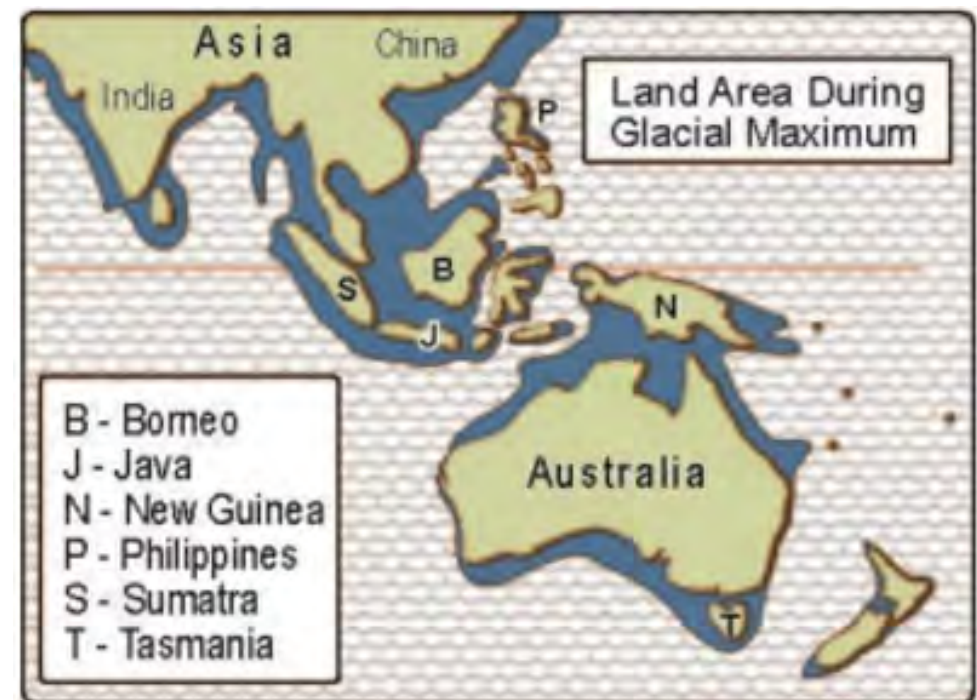 Asia
China
India
Land Area During
Glacial Maximum
P
B
S
N
J
B - Borneo
J - Java
N - New Guinea
P - Philippines
S - Sumatra
T - Tasmania
Australia
T